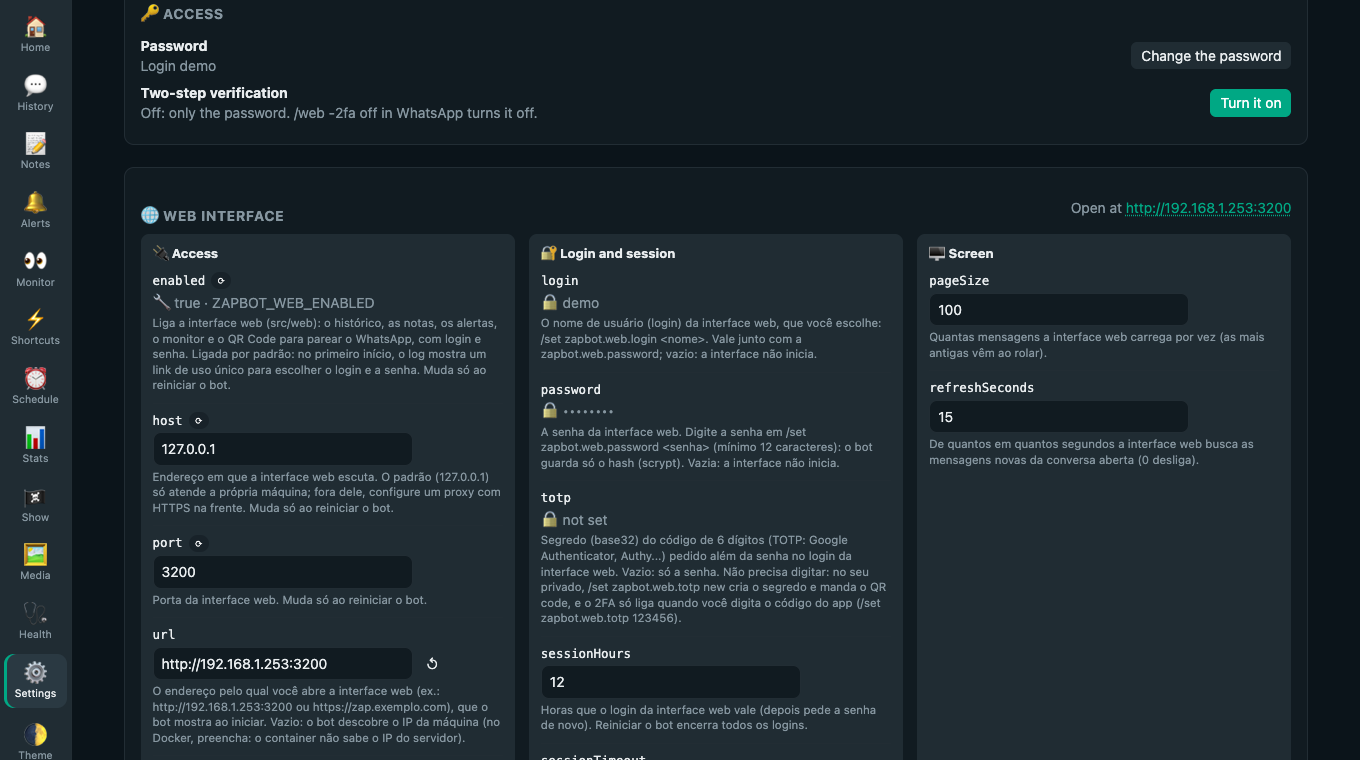 Home
History
Notes
Alerts
Monitor
Shortcuts
Schedule
Stats
Show
Media
Health
Settings
Theme
ACCESS
Password
Login demo
Change the password
Two-step verification
Off: only the password. /web -2fa off in WhatsApp turns it off.
Turn it on
WEB INTERFACE
Open at http://192.168.1.253:3200
Access
enabled
true · ZAPBOT_WEB_ENABLED
Liga a interface web (src/web): o histórico, as notas, os alertas,
o monitor e o QR Code para parear o WhatsApp, com login e
senha. Ligada por padrão: no primeiro início, o log mostra um
link de uso único para escolher o login e a senha. Muda só ao
reiniciar o bot.
host
127.0.0.1
Endereço em que a interface web escuta. O padrão (127.0.0.1)
só atende a própria máquina; fora dele, configure um proxy com
HTTPS na frente. Muda só ao reiniciar o bot.
port
3200
Porta da interface web. Muda só ao reiniciar o bot.
url
http://192.168.1.253:3200
O endereço pelo qual você abre a interface web (ex.:
http://192.168.1.253:3200 ou https://zap.exemplo.com), que o
bot mostra ao iniciar. Vazio: o bot descobre o IP da máquina (no
Docker, preencha: o container não sabe o IP do servidor).
Login and session
login
demo
O nome de usuário (login) da interface web, que você escolhe:
/set zapbot.web.login <nome>. Vale junto com a
zapbot.web.password; vazio: a interface não inicia.
password
••••••••
A senha da interface web. Digite a senha em /set
zapbot.web.password <senha> (mínimo 12 caracteres): o bot
guarda só o hash (scrypt). Vazia: a interface não inicia.
totp
not set
Segredo (base32) do código de 6 dígitos (TOTP: Google
Authenticator, Authy...) pedido além da senha no login da
interface web. Vazio: só a senha. Não precisa digitar: no seu
privado, /set zapbot.web.totp new cria o segredo e manda o QR
code, e o 2FA só liga quando você digita o código do app (/set
zapbot.web.totp 123456).
sessionHours
12
Horas que o login da interface web vale (depois pede a senha
de novo). Reiniciar o bot encerra todos os logins.
sessionTimeout
Screen
pageSize
100
Quantas mensagens a interface web carrega por vez (as mais
antigas vêm ao rolar).
refreshSeconds
15
De quantos em quantos segundos a interface web busca as
mensagens novas da conversa aberta (0 desliga).